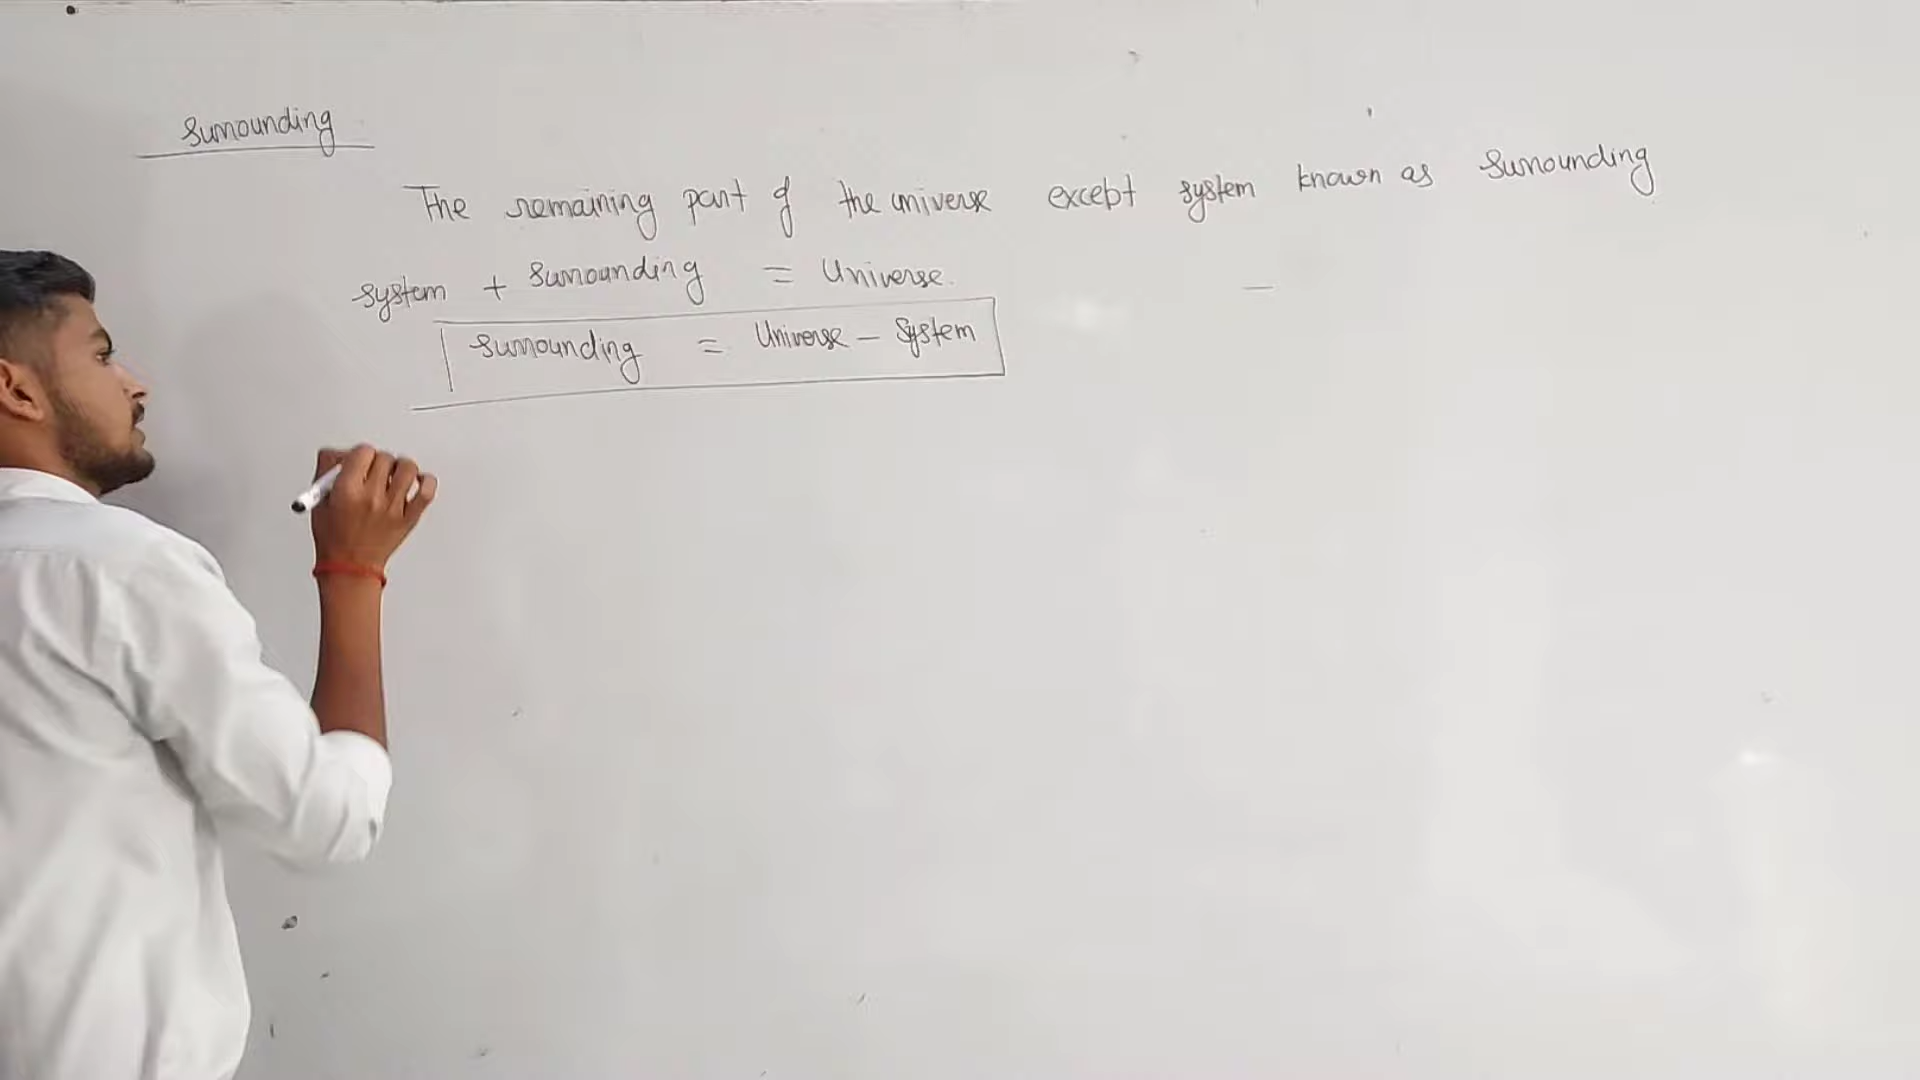 Surrounding
The remaining part of the universe except system known as Surrounding
System + Surrounding = Universe.
Surrounding = Universe - System